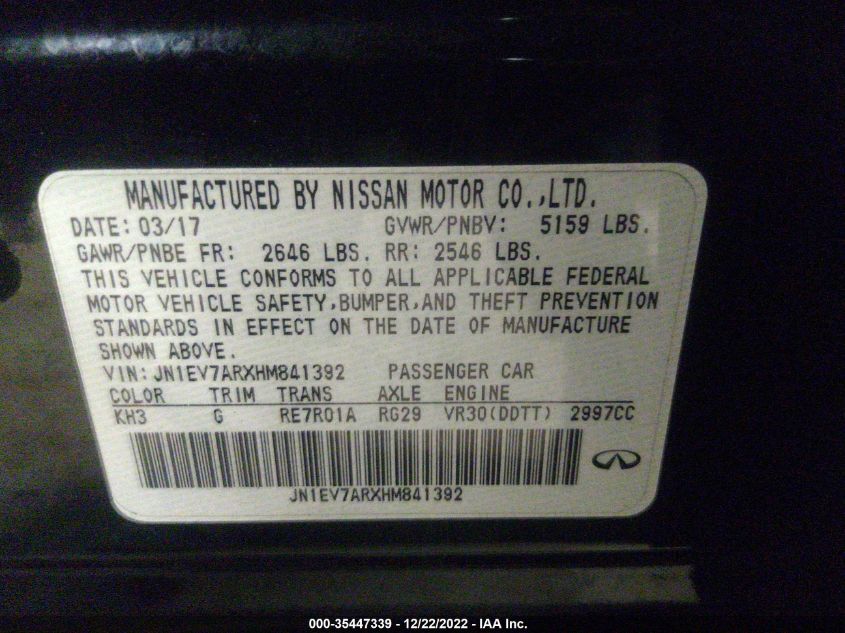 MANUFACTURED BY NISSAN MOTOR CO.,LTD.
DATE: 03/17 GVWR/PNBV: 5159 LBS.
GAWR/PNBE FR: 2646 LBS. RR: 2546 LBS.
THIS VEHICLE CONFORMS TO ALL APPLICABLE FEDERAL
MOTOR VEHICLE SAFETY,BUMPER,AND THEFT PREVENTION
STANDARDS IN EFFECT ON THE DATE OF MANUFACTURE
SHOWN ABOVE.
VIN: JN1EV7ARXHM841392 PASSENGER CAR
COLOR TRIM TRANS AXLE ENGINE
KH3 G RE7R01A RG29 VR30(DDTT) 2997CC
JN1EV7ARXHM841392
000-35447339 - 12/22/2022 - IAA Inc.